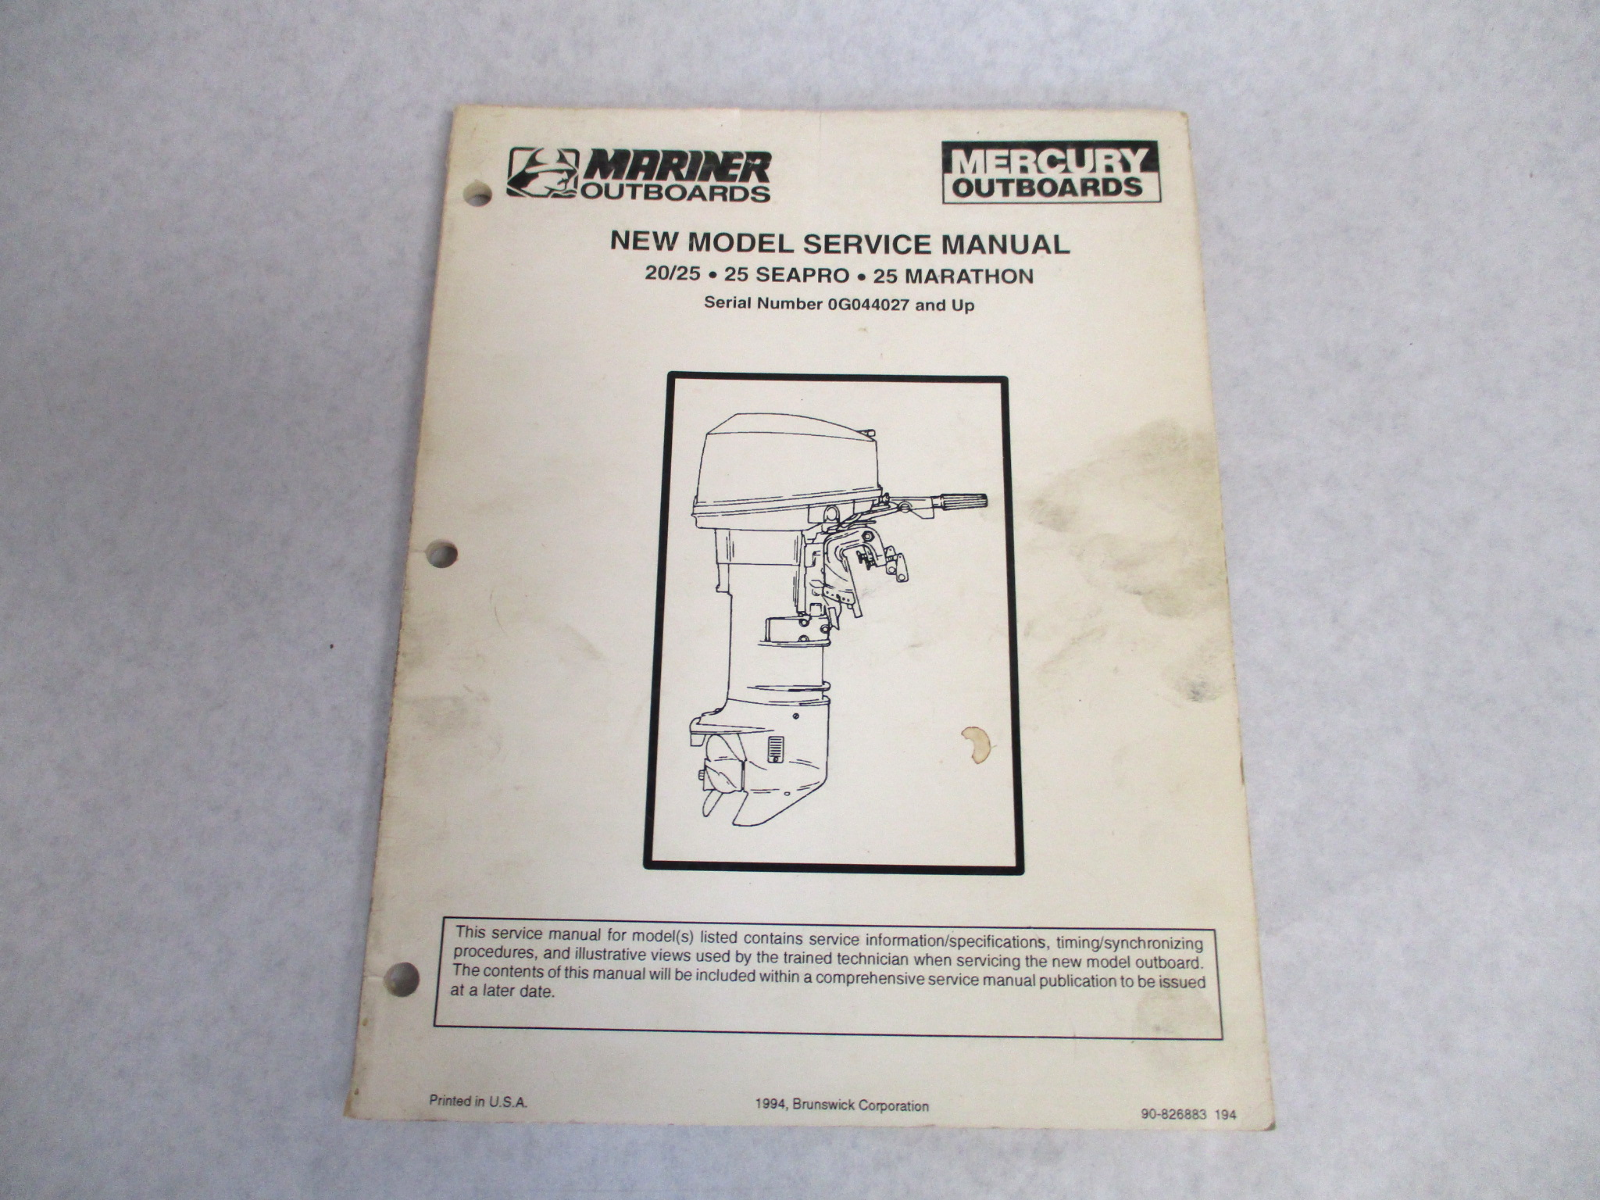 MARINER
OUTBOARDS
MERCURY
OUTBOARDS
NEW MODEL SERVICE MANUAL
20/25 • 25 SEAPRO • 25 MARATHON
Serial Number 0G044027 and Up
This service manual for model(s) listed contains service information/specifications, timing/synchronizing
procedures, and illustrative views used by the trained technician when servicing the new model outboard.
The contents of this manual will be included within a comprehensive service manual publication to be issued
at a later date.
Printed in U.S.A.
1994, Brunswick Corporation
90-826883 194